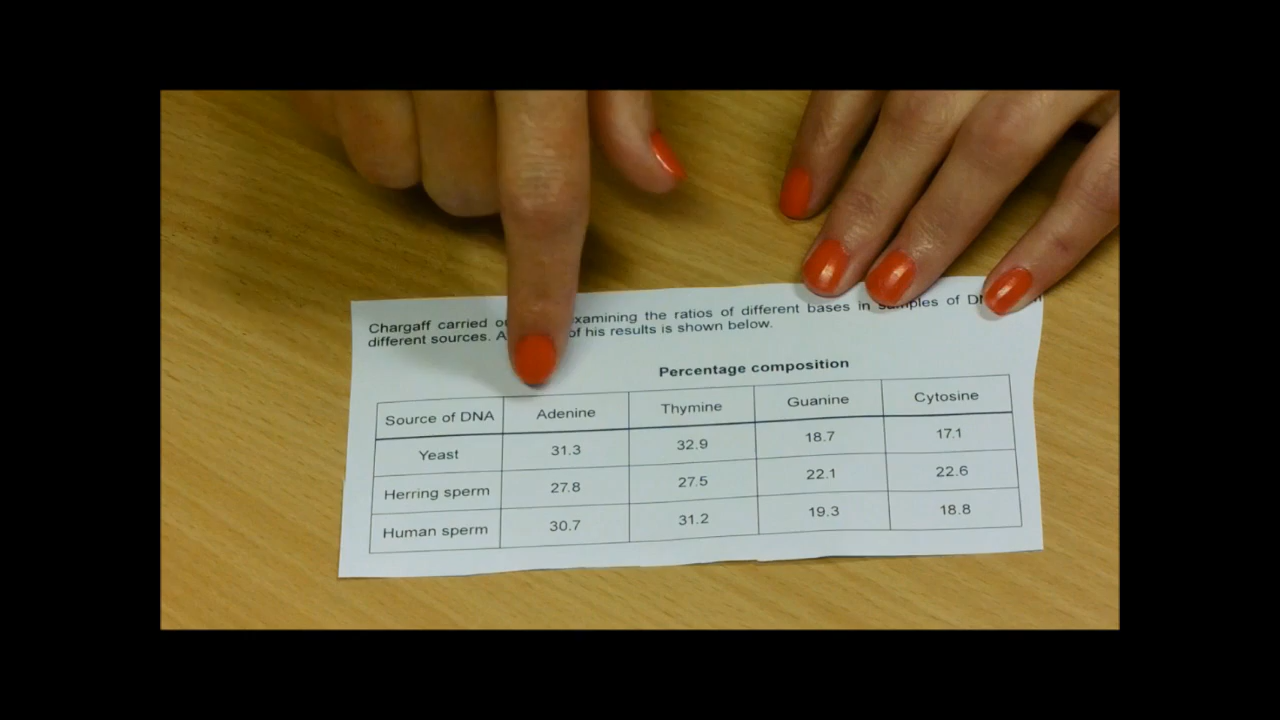 Chargaff carried examining the ratios of different bases in samples of
different sources. of his results is shown below.
Percentage composition
Source of DNA Adenine Thymine Guanine Cytosine
Yeast 31.3 32.9 18.7 17.1
Herring sperm 27.8 27.5 22.1 22.6
Human sperm 30.7 31.2 19.3 18.8